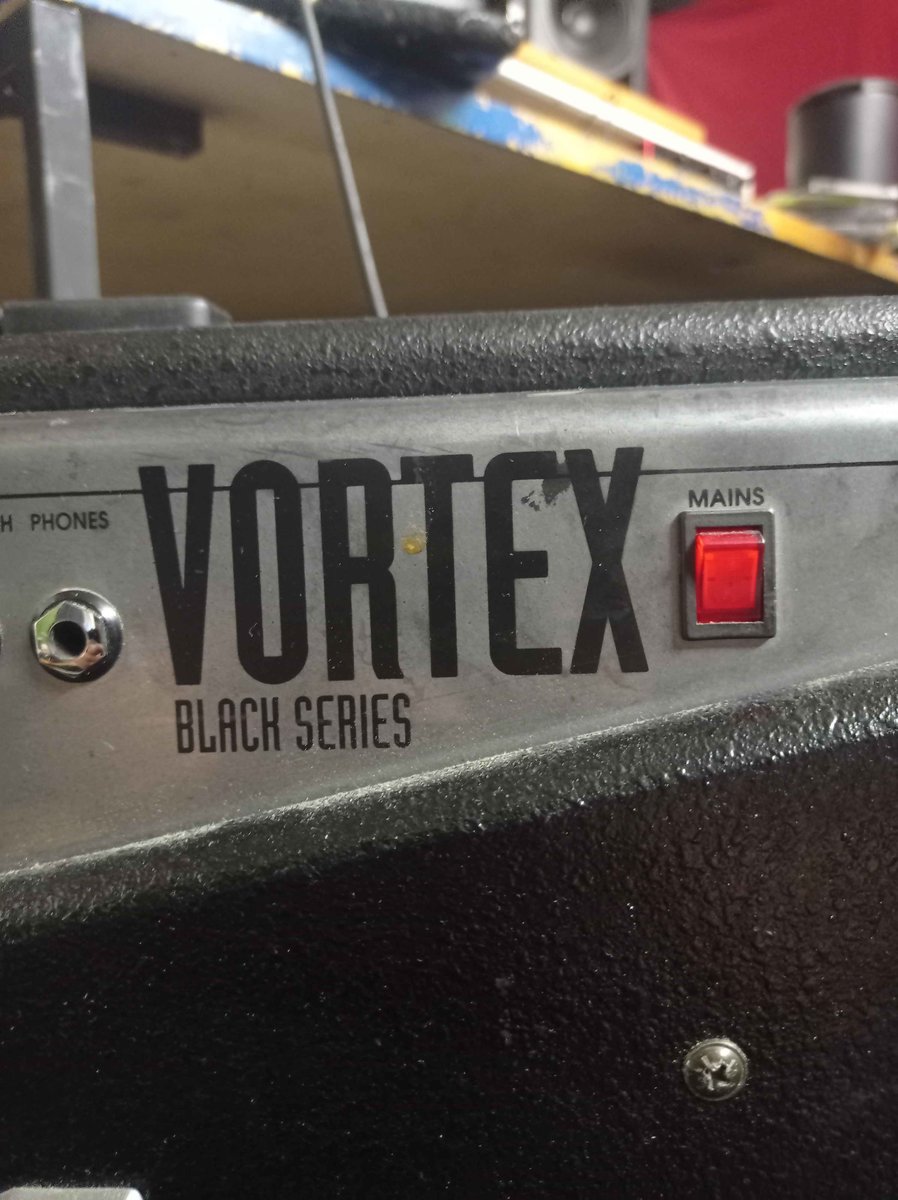 H PHONES
VORTEX
MAINS
BLACK SERIES